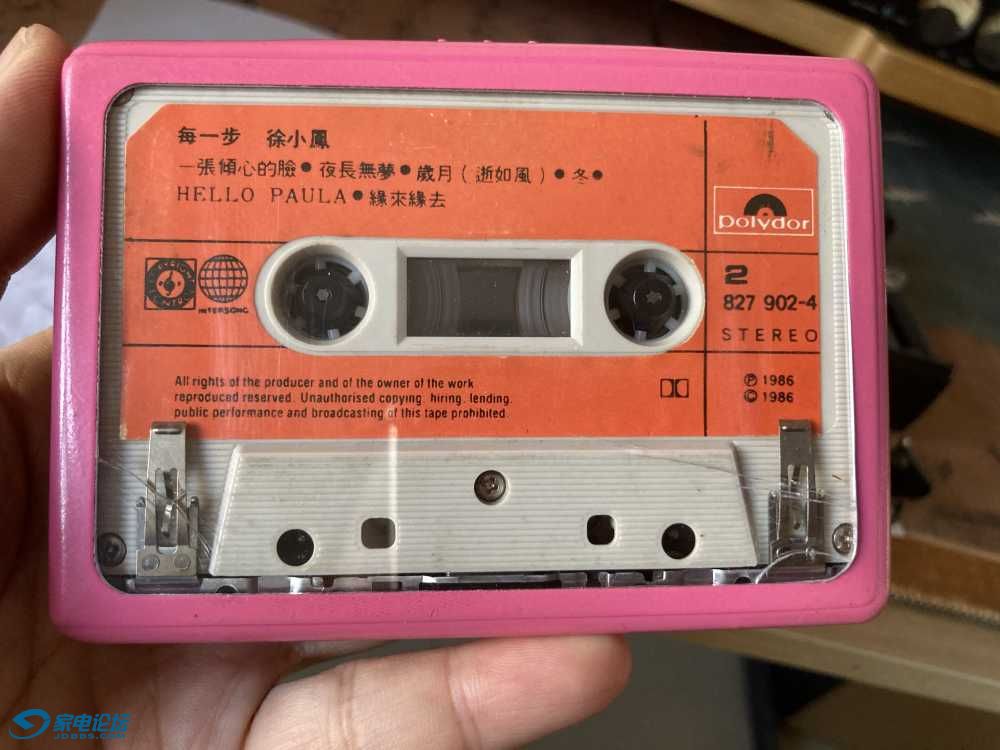 每一步 徐小鳳
一張傾心的臉●夜長無夢●歲月(逝如風)●冬●
HELLO PAULA●緣來緣去
polydor
INTERSONG
2
827 902-4
STEREO
All rights of the producer and of the owner of the work
reproduced reserved. Unauthorised copying, hiring, lending,
public performance and broadcasting of this tape prohibited.
Ⓟ 1986
© 1986
家电论坛
JDBBS.COM